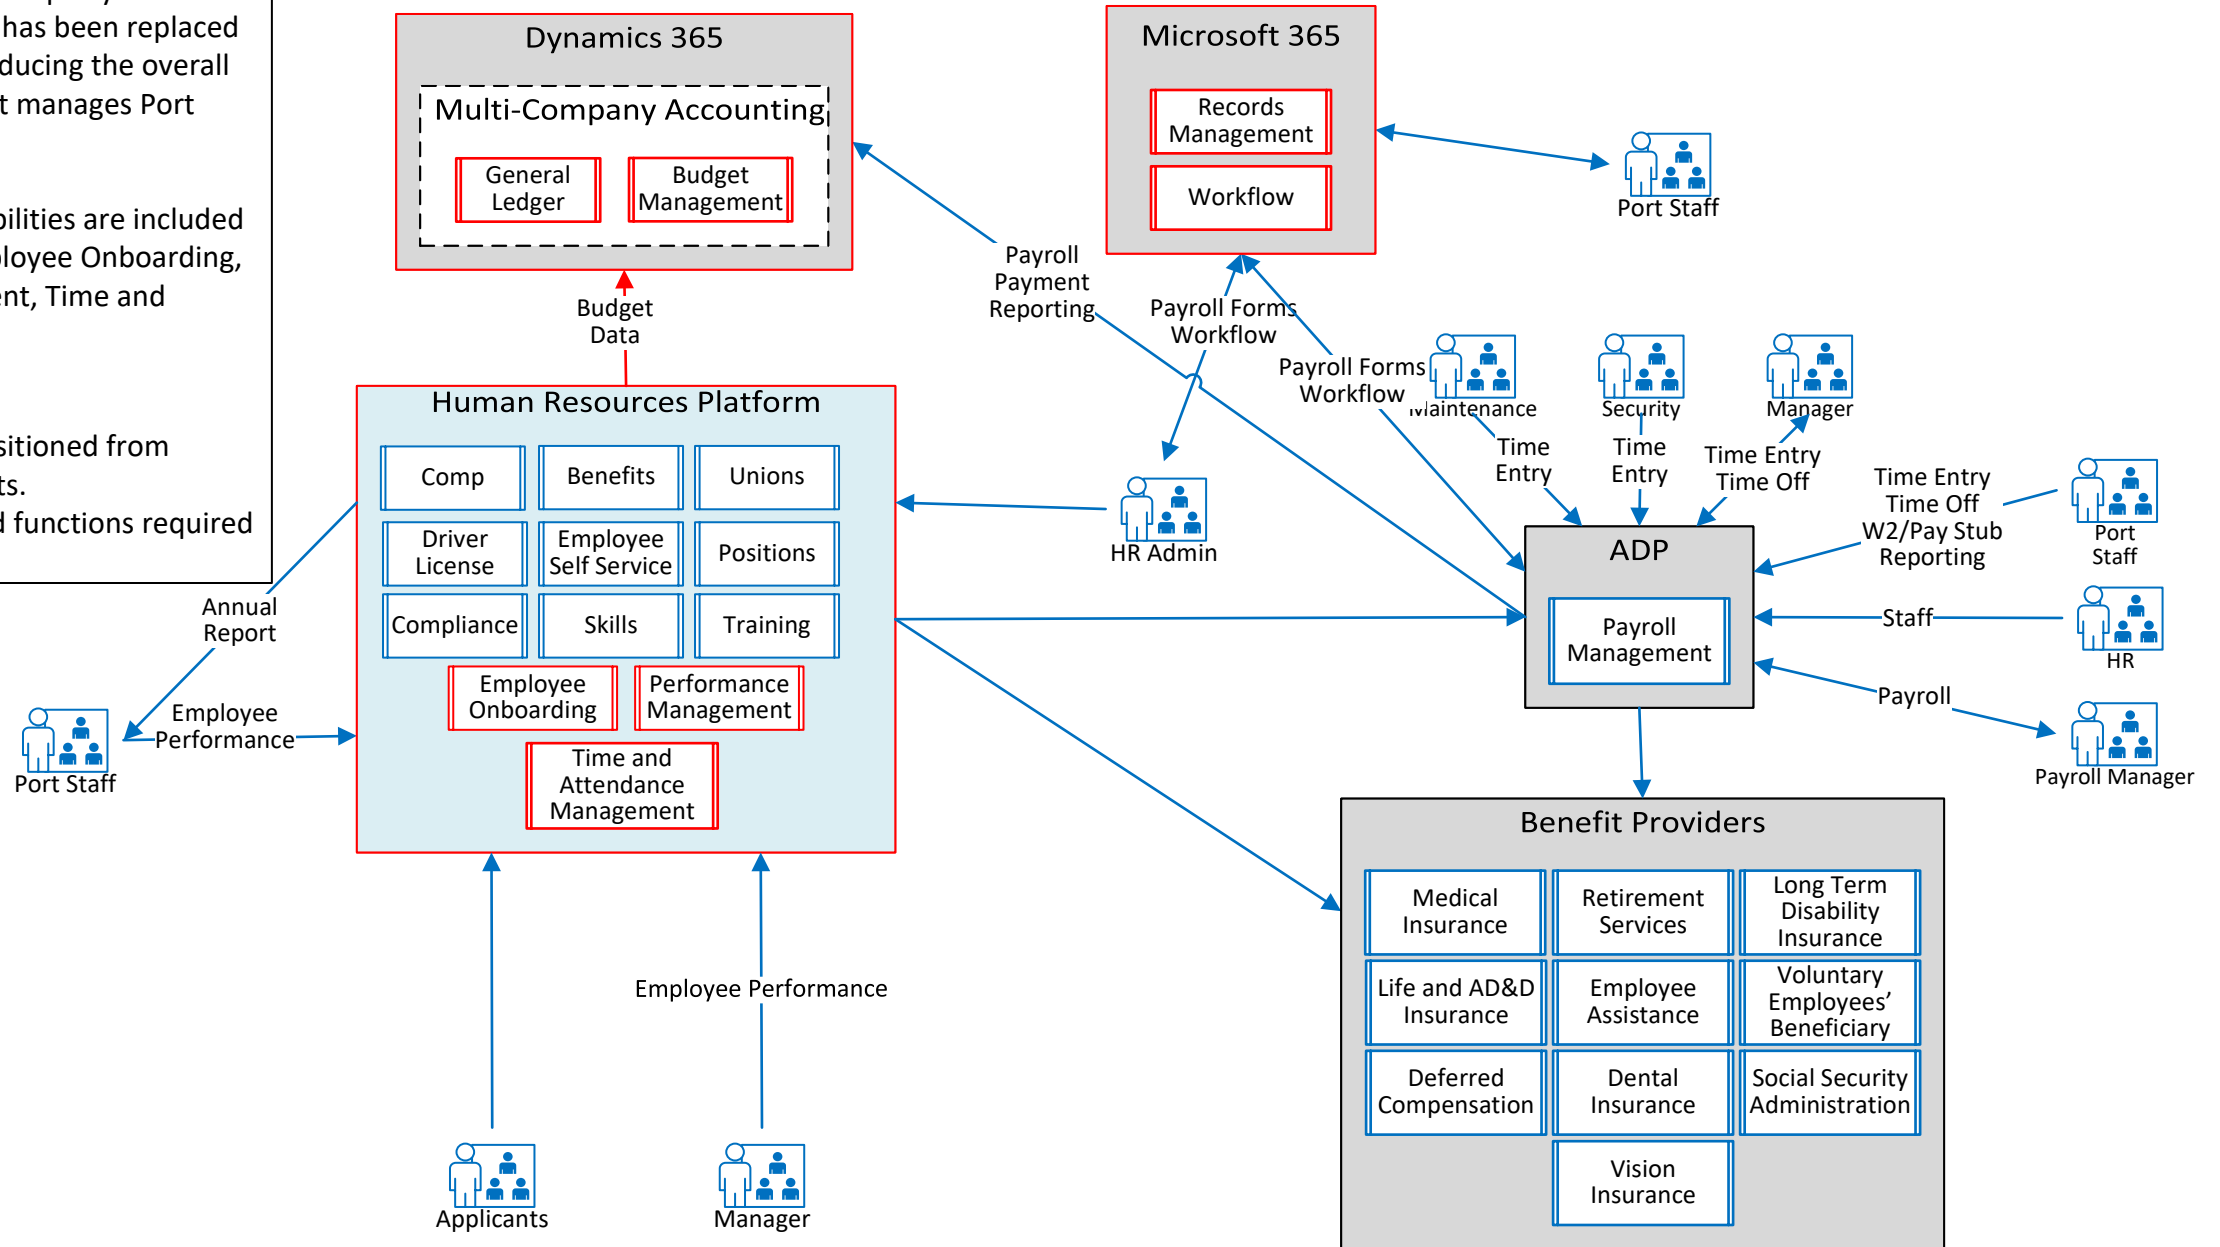 has been replaced
ducing the overall
t manages Port
bilities are included
ployee Onboarding,
ent, Time and
sitioned from
ts.
d functions required
Dynamics 365
Multi-Company Accounting
General
Ledger
Budget
Management
Microsoft 365
Records
Management
Workflow
Port Staff
Payroll
Payment
Reporting
Payroll Forms
Workflow
Payroll Forms
Workflow
Budget
Data
Maintenance
Security
Manager
Time
Entry
Time
Entry
Time Entry
Time Off
Time Entry
Time Off
W2/Pay Stub
Reporting
Port
Staff
Human Resources Platform
Comp
Benefits
Unions
Driver
License
Employee
Self Service
Positions
Compliance
Skills
Training
Employee
Onboarding
Performance
Management
Time and
Attendance
Management
HR Admin
ADP
Payroll
Management
Staff
HR
Payroll
Payroll Manager
Annual
Report
Employee
Performance
Port Staff
Benefit Providers
Medical
Insurance
Retirement
Services
Long Term
Disability
Insurance
Life and AD&D
Insurance
Employee
Assistance
Voluntary
Employees’
Beneficiary
Deferred
Compensation
Dental
Insurance
Social Security
Administration
Vision
Insurance
Employee Performance
Applicants
Manager